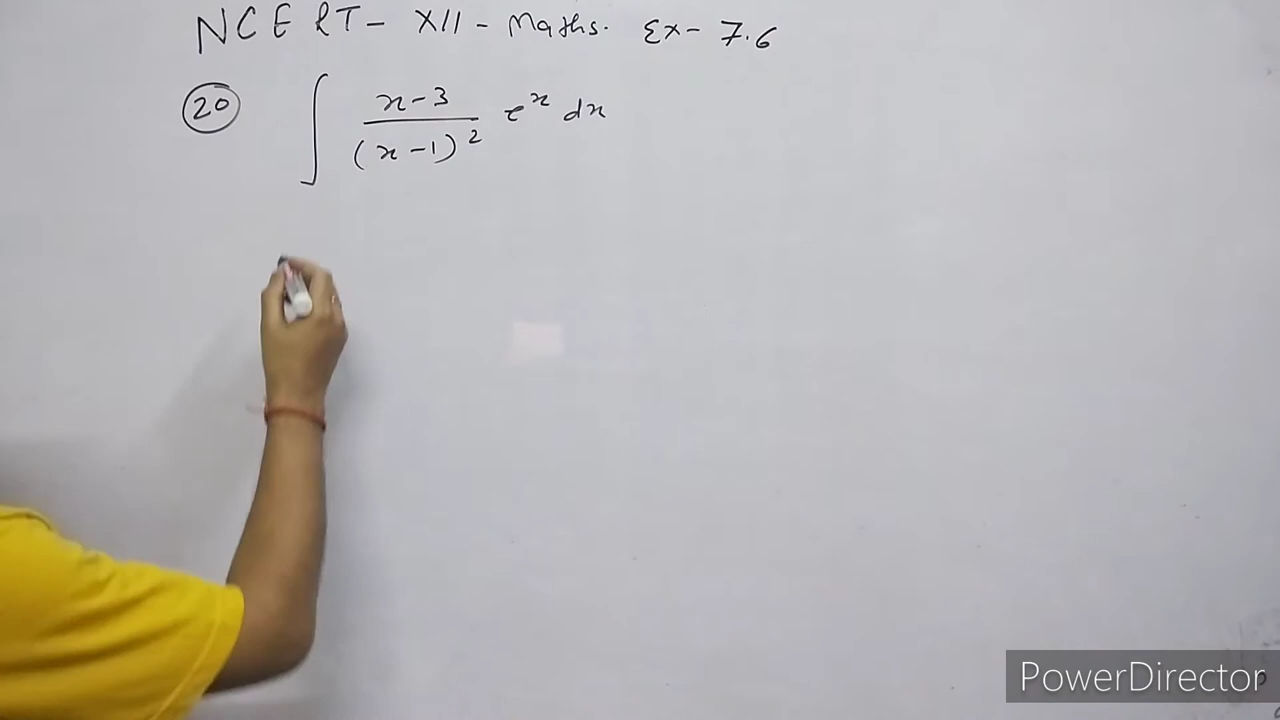 NCERT- XII - Maths. Ex- 7.6
20 ∫ x-3 / (x-1)² eˣ dx
PowerDirector